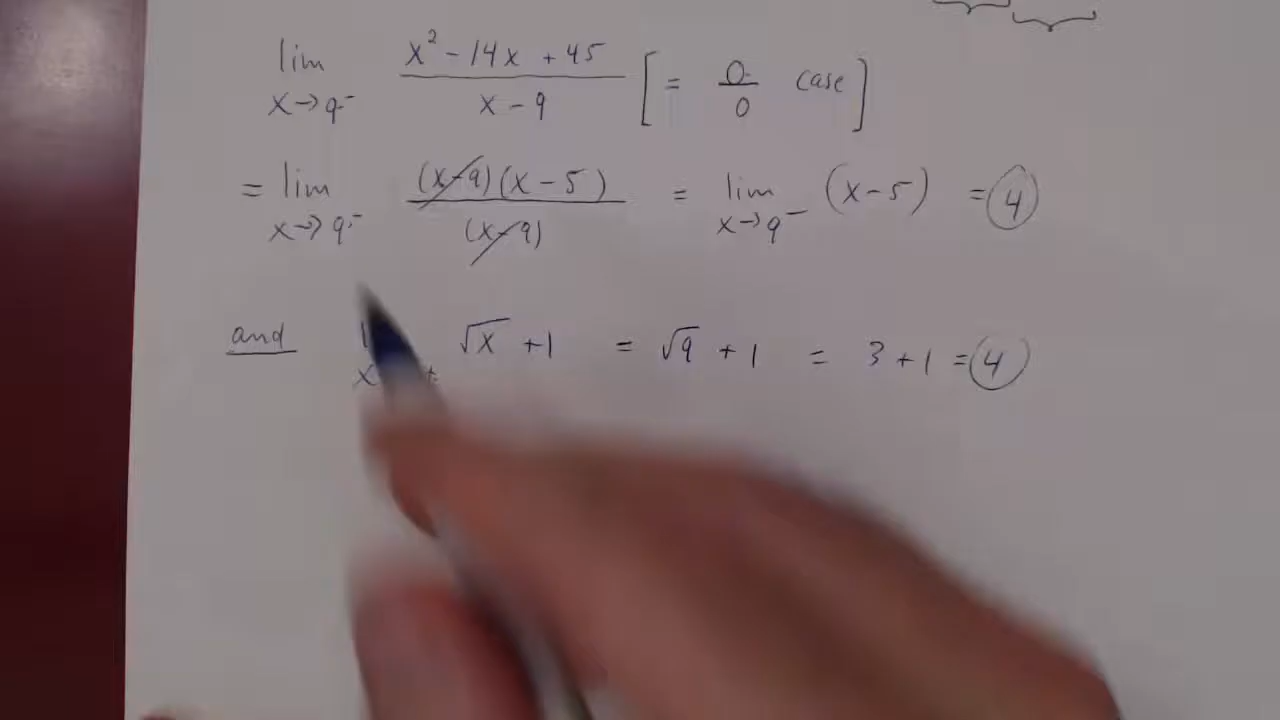 lim x→9⁻ (x² - 14x + 45)/(x - 9) [= 0/0 case]
= lim x→9⁻ ((x-9)(x-5))/((x-9)) = lim x→9⁻ (x-5) = 4
and √x + 1 = √9 + 1 = 3 + 1 = 4